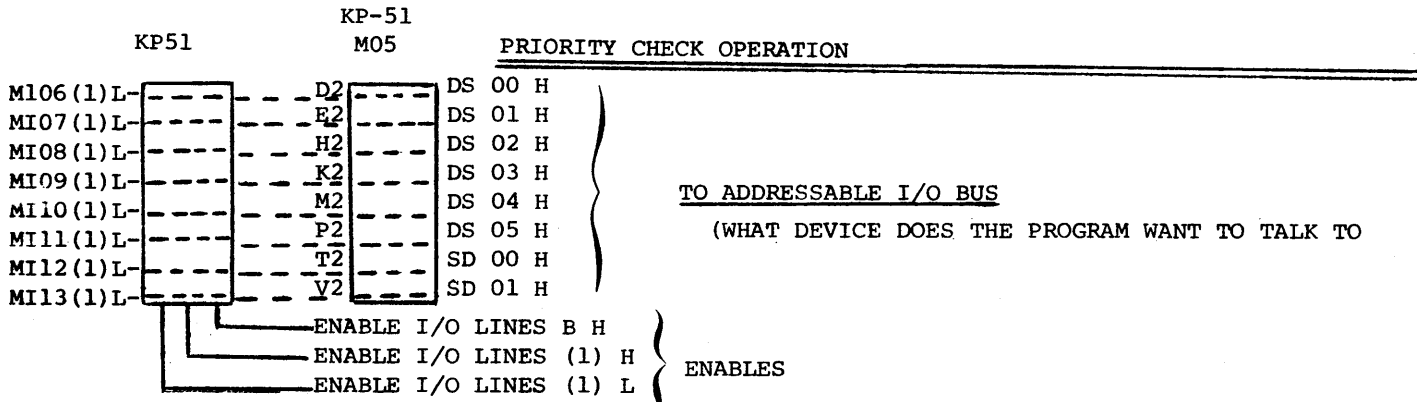 KP-51
KP51 M05 PRIORITY CHECK OPERATION
MI06(1)L- D2 DS 00 H
MI07(1)L- E2 DS 01 H
MI08(1)L- H2 DS 02 H
MI09(1)L- K2 DS 03 H
MI10(1)L- M2 DS 04 H
MI11(1)L- P2 DS 05 H
MI12(1)L- T2 SD 00 H
MI13(1)L- V2 SD 01 H
TO ADDRESSABLE I/O BUS
(WHAT DEVICE DOES THE PROGRAM WANT TO TALK TO
ENABLE I/O LINES B H
ENABLE I/O LINES (1) H
ENABLE I/O LINES (1) L
ENABLES